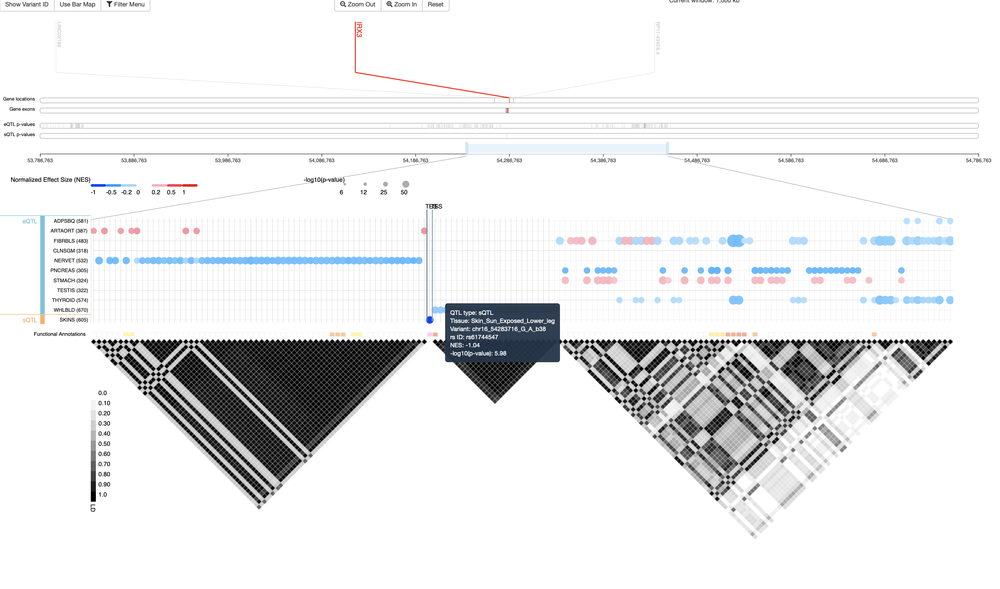 Show Variant ID
Use Bar Map
Filter Menu
Zoom Out
Zoom In
Reset
Current window: 1,000 kb
LINC02169
IRX3
RP11-434E6.4
Gene locations
Gene exons
eQTL p-values
sQTL p-values
53,786,763
53,886,763
53,986,763
54,086,763
54,186,763
54,286,763
54,386,763
54,486,763
54,586,763
54,686,763
54,786,763
Normalized Effect Size (NES)
-1
-0.5
-0.2
0
0.2
0.5
1
-log10(p-value)
6
12
25
50
TES
TSS
eQTL
ADPSBQ (581)
ARTAORT (387)
FIBRBLS (483)
CLNSGM (318)
NERVET (532)
PNCREAS (305)
STMACH (324)
TESTIS (322)
THYROID (574)
WHLBLD (670)
sQTL
SKINS (605)
QTL type: sQTL
Tissue: Skin_Sun_Exposed_Lower_leg
Variant: chr16_54283716_G_A_b38
rs ID: rs61744547
NES: -1.04
-log10(p-value): 5.98
Functional Annotations
0.0
0.10
0.20
0.30
0.40
0.50
0.60
0.70
0.80
0.90
1.0
LD